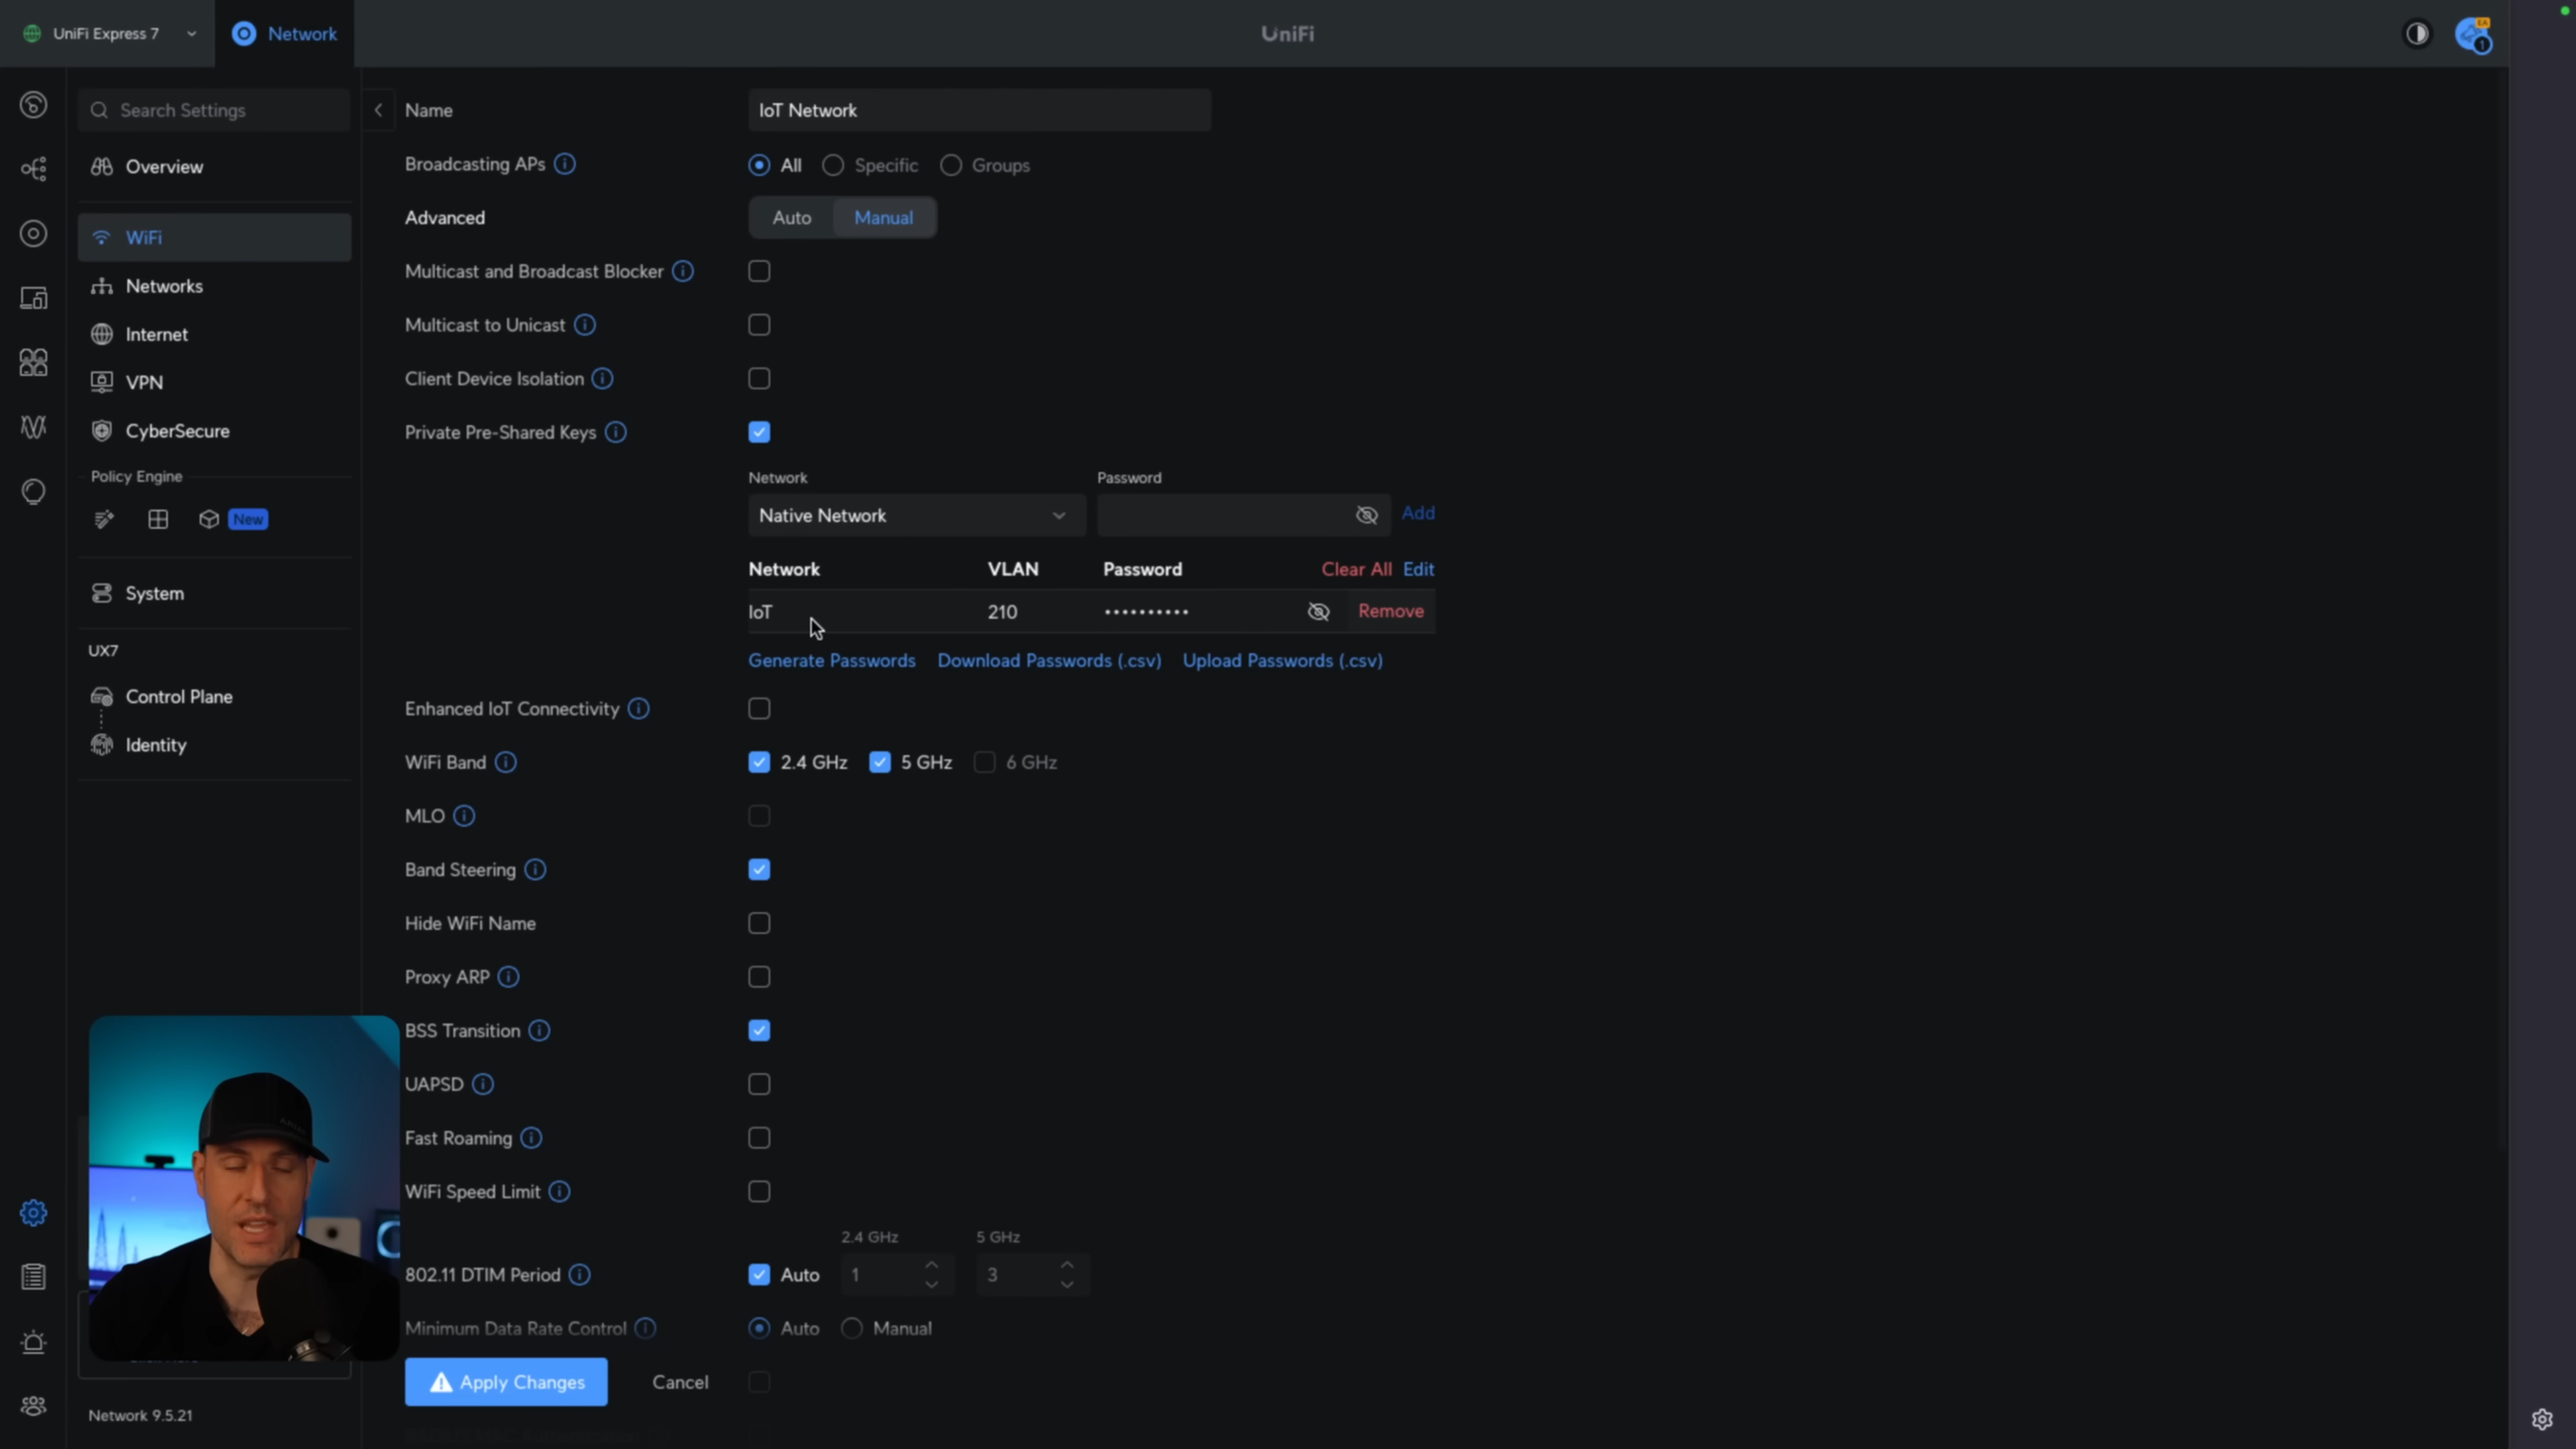 UniFi Express 7
Network
UniFi
EA
1
Search Settings
Overview
WiFi
Networks
Internet
VPN
CyberSecure
Policy Engine
New
System
UX7
Control Plane
Identity
Network 9.5.21
Name
IoT Network
Broadcasting APs
All Specific Groups
Advanced
Auto Manual
Multicast and Broadcast Blocker
Multicast to Unicast
Client Device Isolation
Private Pre-Shared Keys
Network Password
Native Network Add
Network VLAN Password Clear All Edit
IoT 210 •••••••••• Remove
Generate Passwords Download Passwords (.csv) Upload Passwords (.csv)
Enhanced IoT Connectivity
WiFi Band 2.4 GHz 5 GHz 6 GHz
MLO
Band Steering
Hide WiFi Name
Proxy ARP
BSS Transition
UAPSD
Fast Roaming
WiFi Speed Limit
2.4 GHz 5 GHz
802.11 DTIM Period Auto 1 3
Minimum Data Rate Control Auto Manual
Apply Changes Cancel